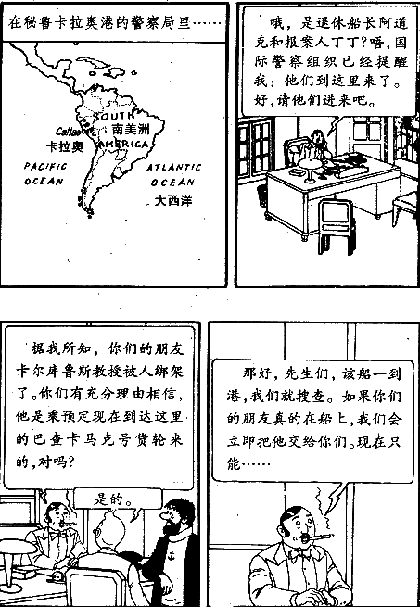 在秘鲁卡拉奥港的警察局里……
SOUTH
南美洲
Callao
卡拉奥
AMERICA
PACIFIC
OCEAN
ATLANTIC
OCEAN
大西洋
哦，是退休船长阿道
克和报案人丁丁？唔，国
际警察组织已经提醒
我：他们到这里来了。
好，请他们进来吧。
据我所知，你们的朋友
卡尔库鲁斯教授被人绑架
了。你们有充分理由相信，
他是乘预定现在到达这里
的巴查卡马克号货轮来
的，对吗？
是的。
那好，先生们，该船一到
港，我们就搜查。如果你们
的朋友真的在船上，我们会
立即把他交给你们。现在只
能……